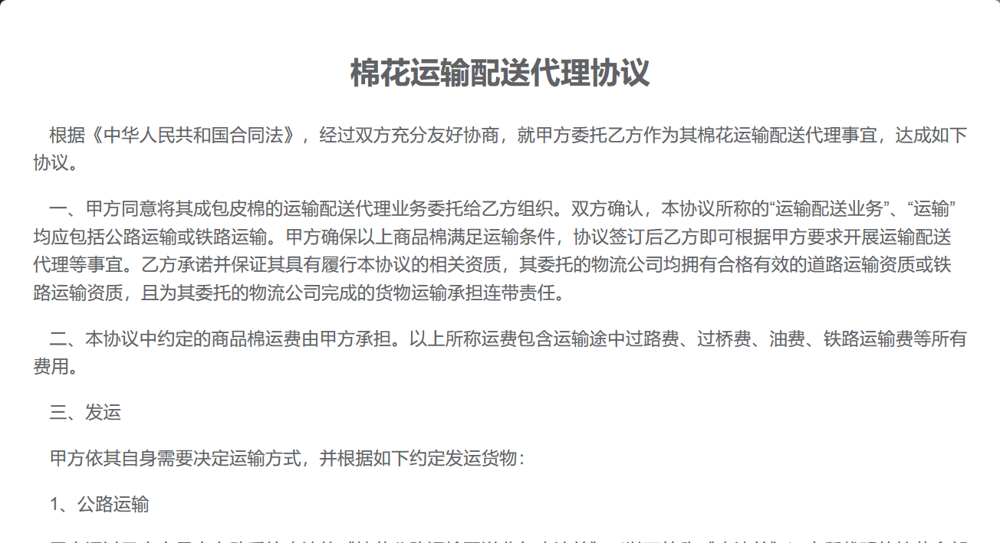 棉花运输配送代理协议
根据《中华人民共和国合同法》，经过双方充分友好协商，就甲方委托乙方作为其棉花运输配送代理事宜，达成如下
协议。
一、甲方同意将其成包皮棉的运输配送代理业务委托给乙方组织。双方确认，本协议所称的“运输配送业务”、“运输”
均应包括公路运输或铁路运输。甲方确保以上商品棉满足运输条件，协议签订后乙方即可根据甲方要求开展运输配送
代理等事宜。乙方承诺并保证其具有履行本协议的相关资质，其委托的物流公司均拥有合格有效的道路运输资质或铁
路运输资质，且为其委托的物流公司完成的货物运输承担连带责任。
二、本协议中约定的商品棉运费由甲方承担。以上所称运费包含运输途中过路费、过桥费、油费、铁路运输费等所有
费用。
三、发运
甲方依其自身需要决定运输方式，并根据如下约定发运货物：
1、公路运输